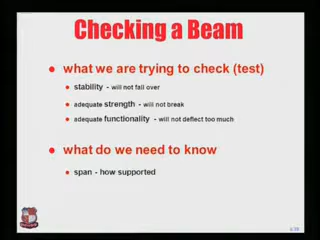 Checking a Beam
what we are trying to check (test)
stability - will not fall over
adequate strength - will not break
adequate functionality - will not deflect too much
what do we need to know
span - how supported